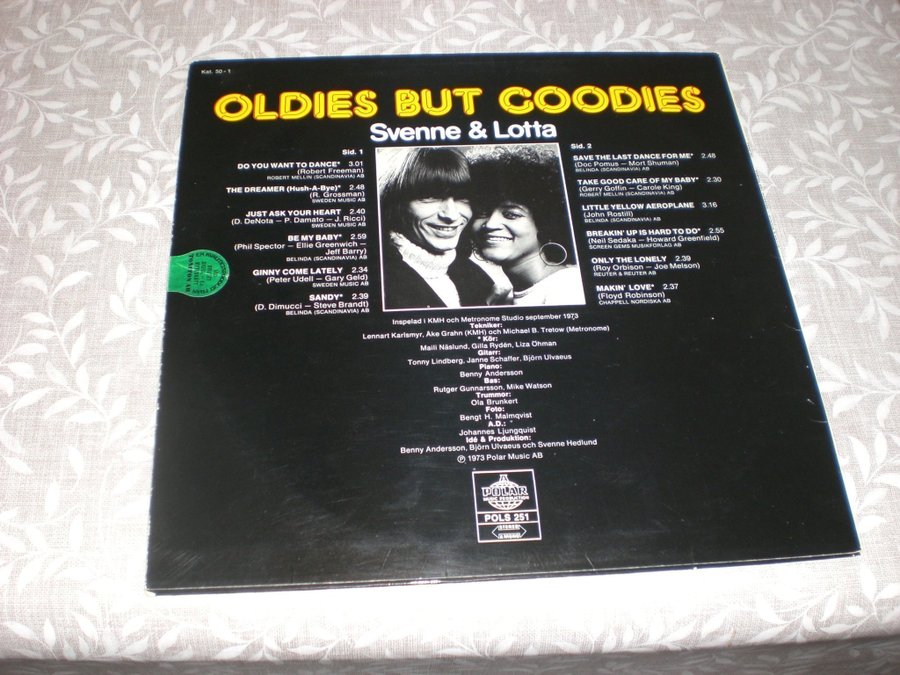 Kat. 50 - 1
OLDIES BUT GOODIES
Svenne & Lotta
Sid. 1
DO YOU WANT TO DANCE* 3.01
(Robert Freeman)
ROBERT MELLIN (SCANDINAVIA) AB
THE DREAMER (Hush-A-Bye)* 2.48
(R. Grossman)
SWEDEN MUSIC AB
JUST ASK YOUR HEART 2.40
(D. DeNota – P. Damato – J. Ricci)
SWEDEN MUSIC AB
BE MY BABY* 2.59
(Phil Spector – Ellie Greenwich –
Jeff Barry)
BELINDA (SCANDINAVIA) AB
GINNY COME LATELY 2.34
(Peter Udell – Gary Geld)
SWEDEN MUSIC AB
SANDY* 2.39
(D. Dimucci – Steve Brandt)
BELINDA (SCANDINAVIA) AB
Sid. 2
SAVE THE LAST DANCE FOR ME* 2.48
(Doc Pomus – Mort Shuman)
BELINDA (SCANDINAVIA) AB
TAKE GOOD CARE OF MY BABY* 2.30
(Gerry Goffin – Carole King)
ROBERT MELLIN (SCANDINAVIA) AB
LITTLE YELLOW AEROPLANE 3.16
(John Rostill)
BELINDA (SCANDINAVIA) AB
BREAKIN' UP IS HARD TO DO* 2.55
(Neil Sedaka – Howard Greenfield)
SCREEN GEMS MUSIKFÖRLAG AB
ONLY THE LONELY 2.39
(Roy Orbison – Joe Melson)
REUTER & REUTER AB
MAKIN' LOVE* 2.37
(Floyd Robinson)
CHAPPELL NORDISKA AB
Inspelad i KMH och Metronome Studio september 1973
Tekniker:
Lennart Karlsmyr, Åke Grahn (KMH) och Michael B. Tretow (Metronome)
* Kör:
Maili Näslund, Gilla Rydén, Liza Öhman
Gitarr:
Tonny Lindberg, Janne Schaffer, Björn Ulvaeus
Piano:
Benny Andersson
Bas:
Rutger Gunnarsson, Mike Watson
Trummor:
Ola Brunkert
Foto:
Bengt H. Malmqvist
A.D.:
Johannes Ljungquist
Idé & Produktion:
Benny Andersson, Björn Ulvaeus och Svenne Hedlund
Ⓟ 1973 Polar Music AB
POLAR
MUSIC PRODUCTION
POLS 251
STEREO